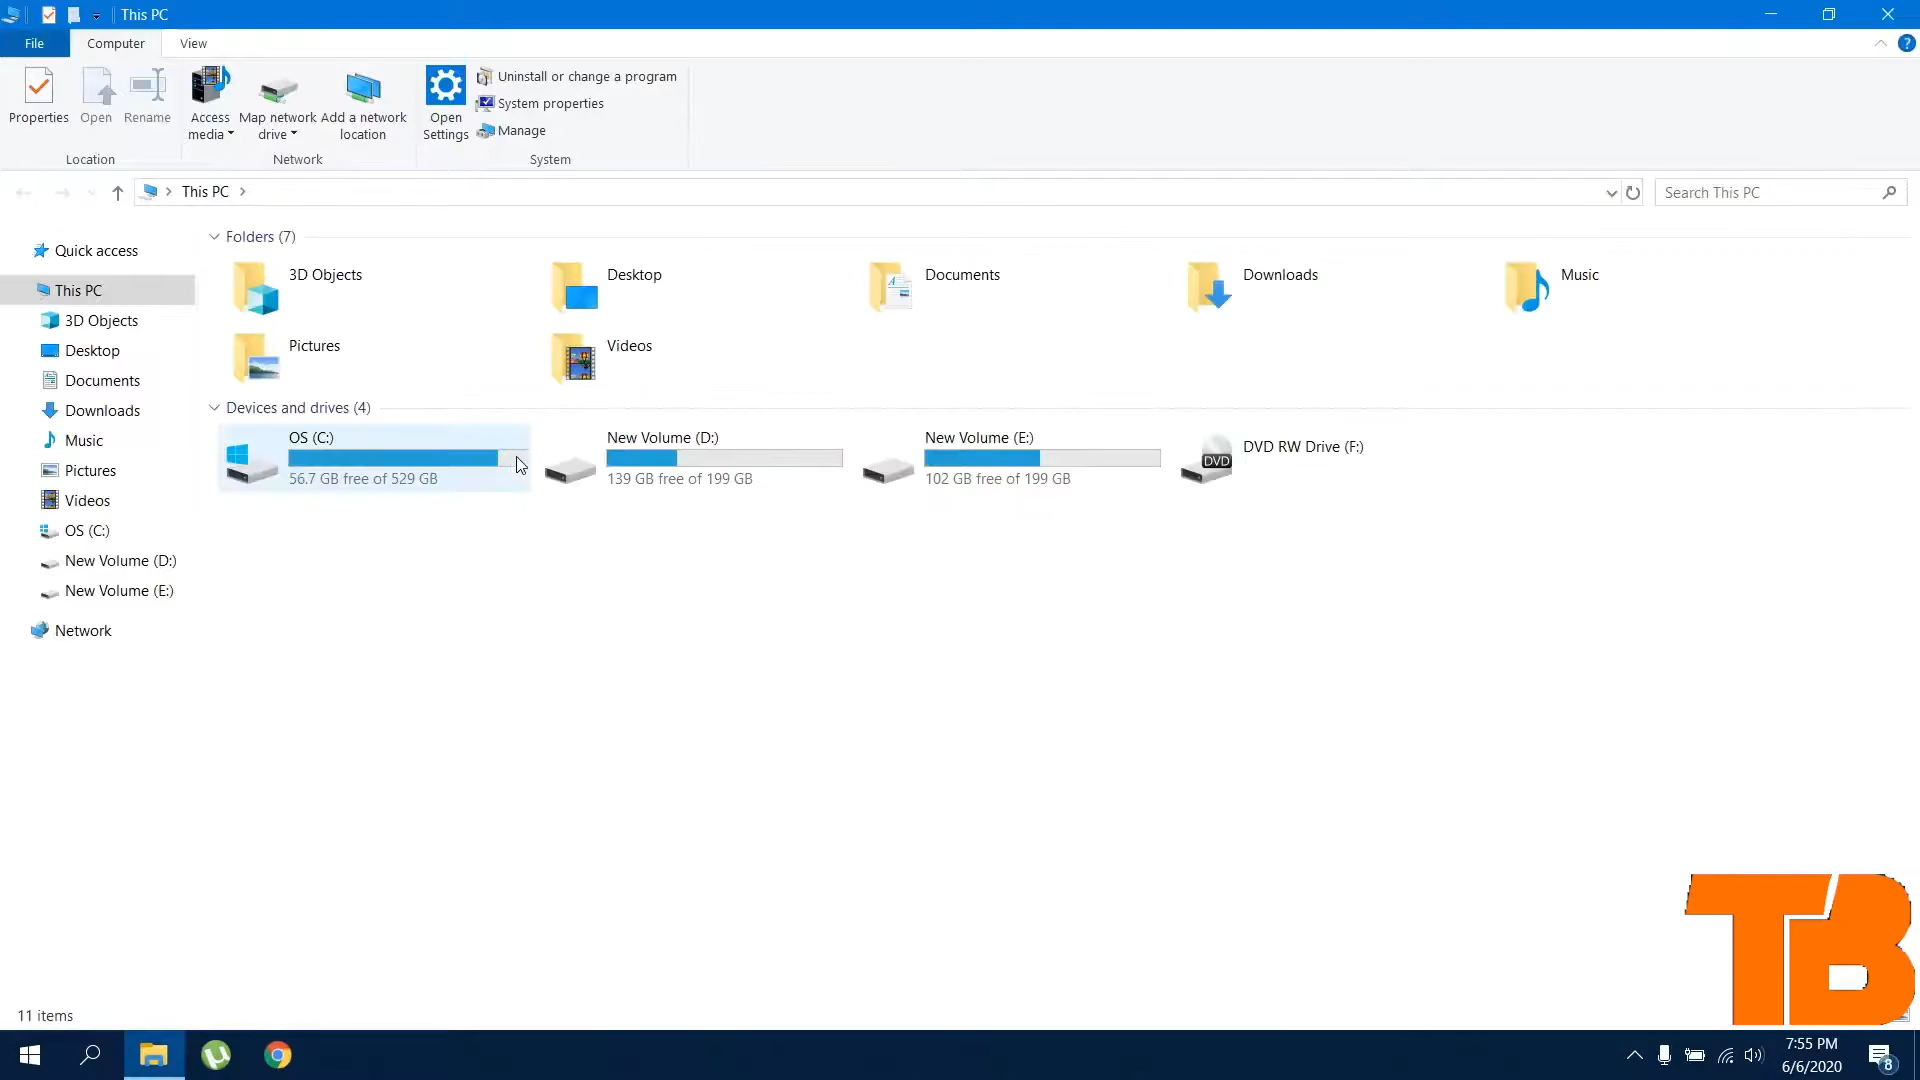 This PC
File
Computer
View
Properties
Open
Rename
Access media
Map network drive
Add a network location
Open Settings
Uninstall or change a program
System properties
Manage
Location
Network
System
This PC
Search This PC
Quick access
This PC
3D Objects
Desktop
Documents
Downloads
Music
Pictures
Videos
OS (C:)
New Volume (D:)
New Volume (E:)
Network
Folders (7)
3D Objects
Desktop
Documents
Downloads
Music
Pictures
Videos
Devices and drives (4)
OS (C:)
56.7 GB free of 529 GB
New Volume (D:)
139 GB free of 199 GB
New Volume (E:)
102 GB free of 199 GB
DVD
DVD RW Drive (F:)
TB
11 items
7:55 PM
6/6/2020
8